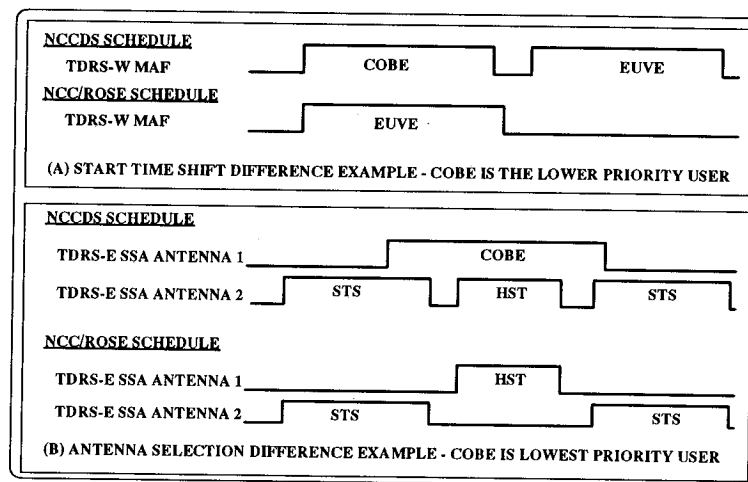 NCCDS SCHEDULE
TDRS-W MAF COBE EUVE
NCC/ROSE SCHEDULE
TDRS-W MAF EUVE
(A) START TIME SHIFT DIFFERENCE EXAMPLE - COBE IS THE LOWER PRIORITY USER
NCCDS SCHEDULE
TDRS-E SSA ANTENNA 1 COBE
TDRS-E SSA ANTENNA 2 STS HST STS
NCC/ROSE SCHEDULE
TDRS-E SSA ANTENNA 1 HST
TDRS-E SSA ANTENNA 2 STS STS
(B) ANTENNA SELECTION DIFFERENCE EXAMPLE - COBE IS LOWEST PRIORITY USER